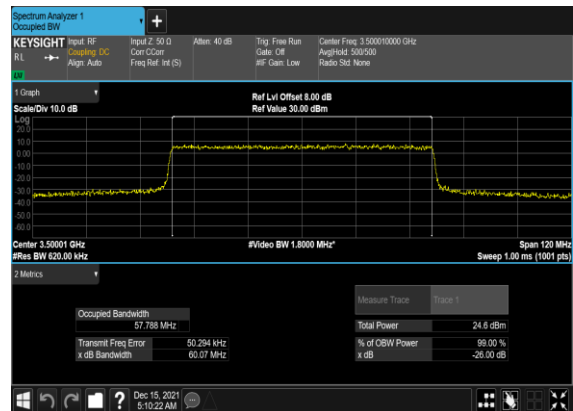 Spectrum Analyzer 1
Occupied BW
+
KEYSIGHT Input: RF Input Z: 50 Ω Atten: 40 dB Trig: Free Run Center Freq: 3.500010000 GHz
RL Coupling: DC Corr CCorr Gate: Off Avg|Hold: 500/500
Align: Auto Freq Ref: Int (S) #IF Gain: Low Radio Std: None
1 Graph Ref Lvl Offset 8.00 dB
Scale/Div 10.0 dB Ref Value 30.00 dBm
Log
20.0
10.0
0.00
-10.0
-20.0
-30.0
-40.0
-50.0
-60.0
Center 3.50001 GHz #Video BW 1.8000 MHz* Span 120 MHz
#Res BW 620.00 kHz Sweep 1.00 ms (1001 pts)
2 Metrics
Measure Trace Trace 1
Occupied Bandwidth
57.788 MHz Total Power 24.6 dBm
Transmit Freq Error 50.294 kHz % of OBW Power 99.00 %
x dB Bandwidth 60.07 MHz x dB -26.00 dB
? Dec 15, 2021
5:10:22 AM